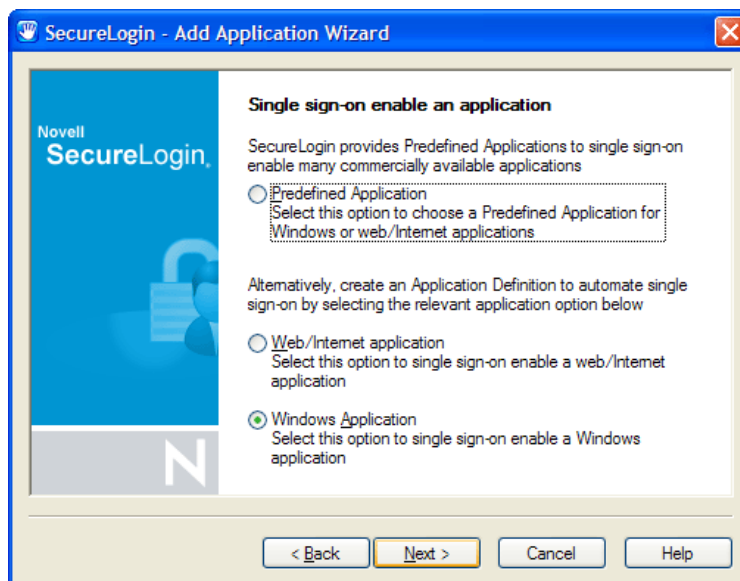 SecureLogin - Add Application Wizard
Novell
SecureLogin.
Single sign-on enable an application
SecureLogin provides Predefined Applications to single sign-on
enable many commercially available applications
Predefined Application
Select this option to choose a Predefined Application for
Windows or web/Internet applications
Alternatively, create an Application Definition to automate single
sign-on by selecting the relevant application option below
Web/Internet application
Select this option to single sign-on enable a web/Internet
application
Windows Application
Select this option to single sign-on enable a Windows
application
N
< Back
Next >
Cancel
Help